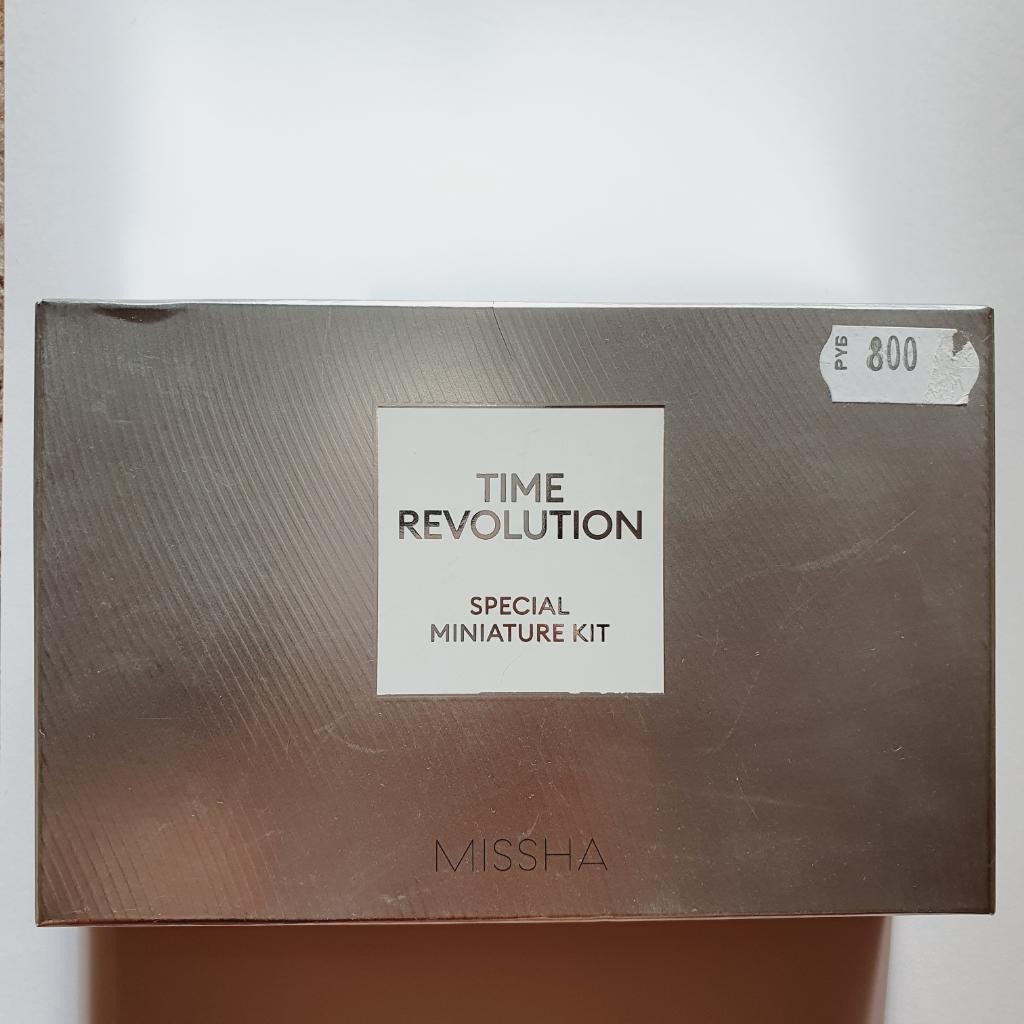 РУБ 800
TIME
REVOLUTION
SPECIAL
MINIATURE KIT
MISSHA